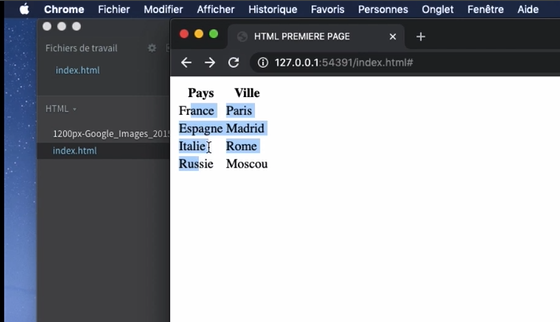 Chrome Fichier Modifier Afficher Historique Favoris Personnes Onglet Fenêtre Aide
HTML PREMIERE PAGE
Fichiers de travail
index.html
127.0.0.1:54391/index.html#
Pays Ville
HTML
France Paris
Espagne Madrid
1200px-Google_Images_201
Italie Rome
index.html
Russie Moscou